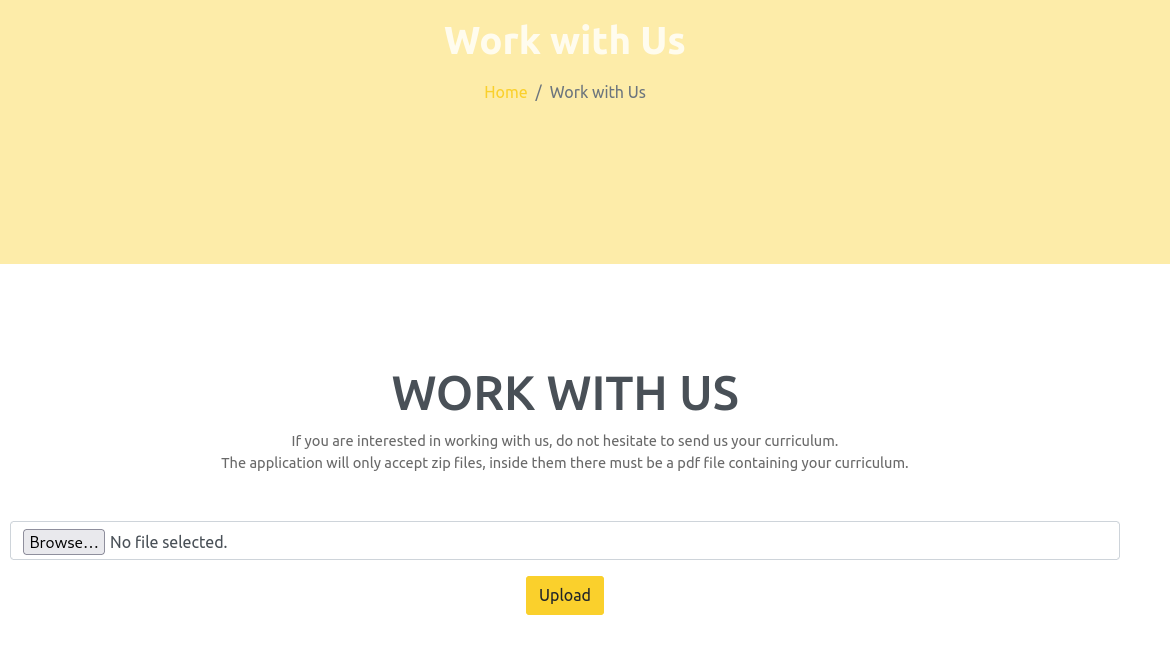 Work with Us
Home / Work with Us
WORK WITH US
If you are interested in working with us, do not hesitate to send us your curriculum.
The application will only accept zip files, inside them there must be a pdf file containing your curriculum.
Browse... No file selected.
Upload